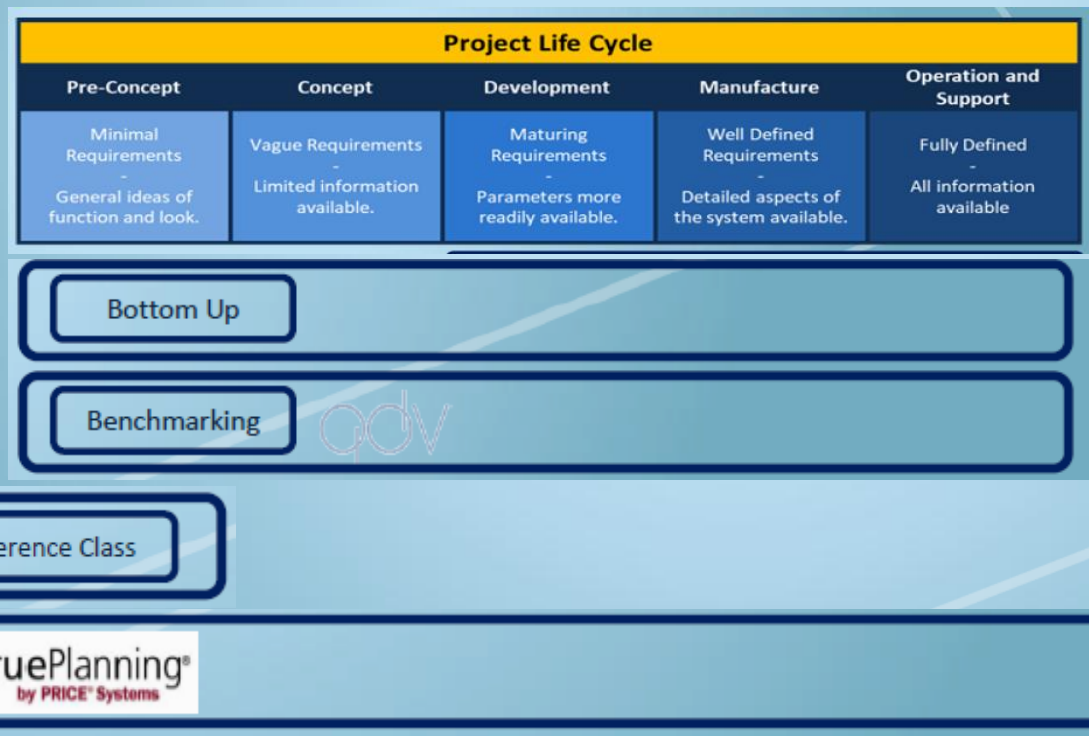 Project Life Cycle
Pre-Concept
Concept
Development
Manufacture
Operation and
Support
Minimal
Requirements
-
General ideas of
function and look.
Vague Requirements
-
Limited information
available.
Maturing
Requirements
-
Parameters more
readily available.
Well Defined
Requirements
-
Detailed aspects of
the system available.
Fully Defined
-
All information
available
Bottom Up
Benchmarking
qdv
erence Class
ruePlanning®
by PRICE® Systems